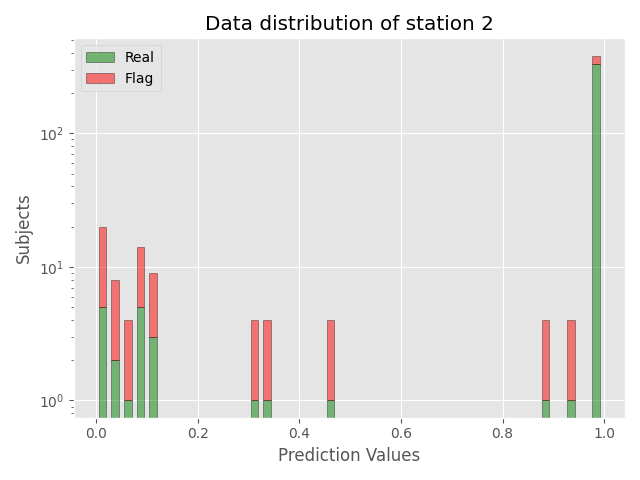 Data distribution of station 2
Real
Flag
10²
10¹
10⁰
Subjects
0.0 0.2 0.4 0.6 0.8 1.0
Prediction Values